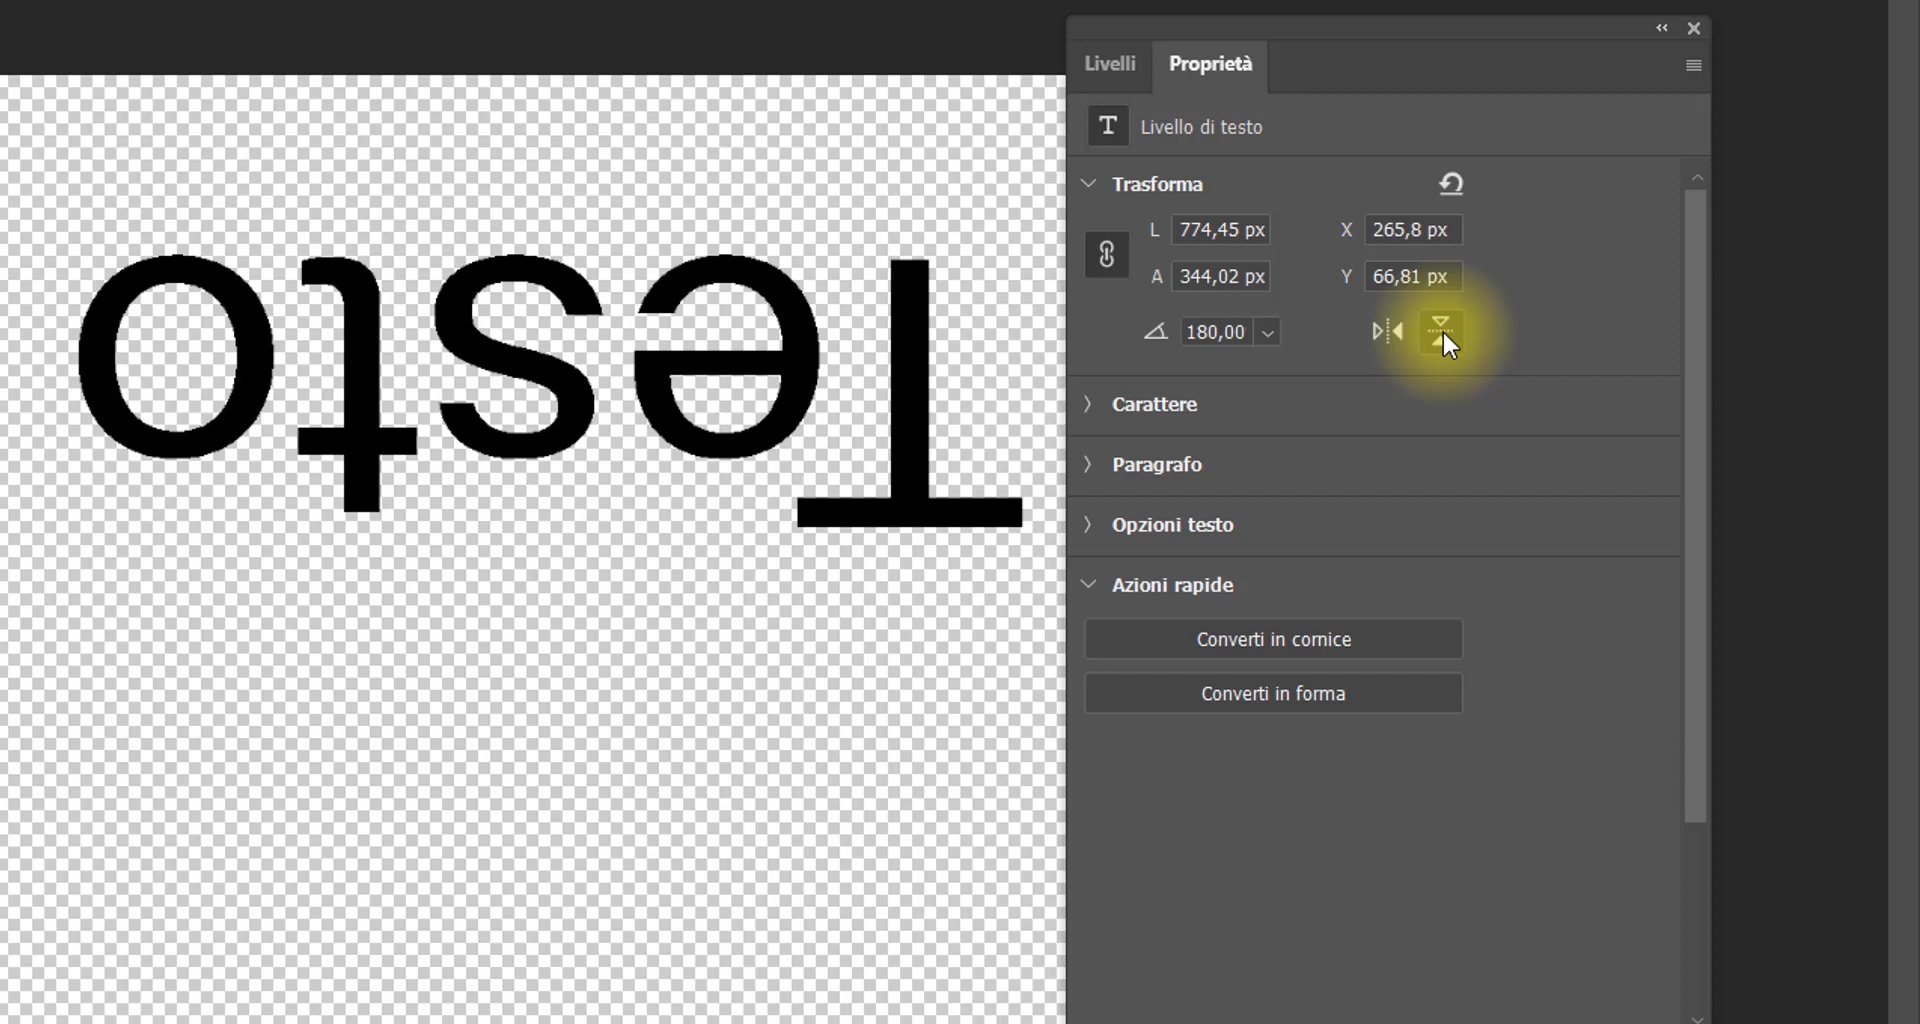 Livelli Proprietà
T Livello di testo
Trasforma
L 774,45 px X 265,8 px
A 344,02 px Y 66,81 px
180,00
Carattere
Paragrafo
Opzioni testo
Azioni rapide
Converti in cornice
Converti in forma
Testo